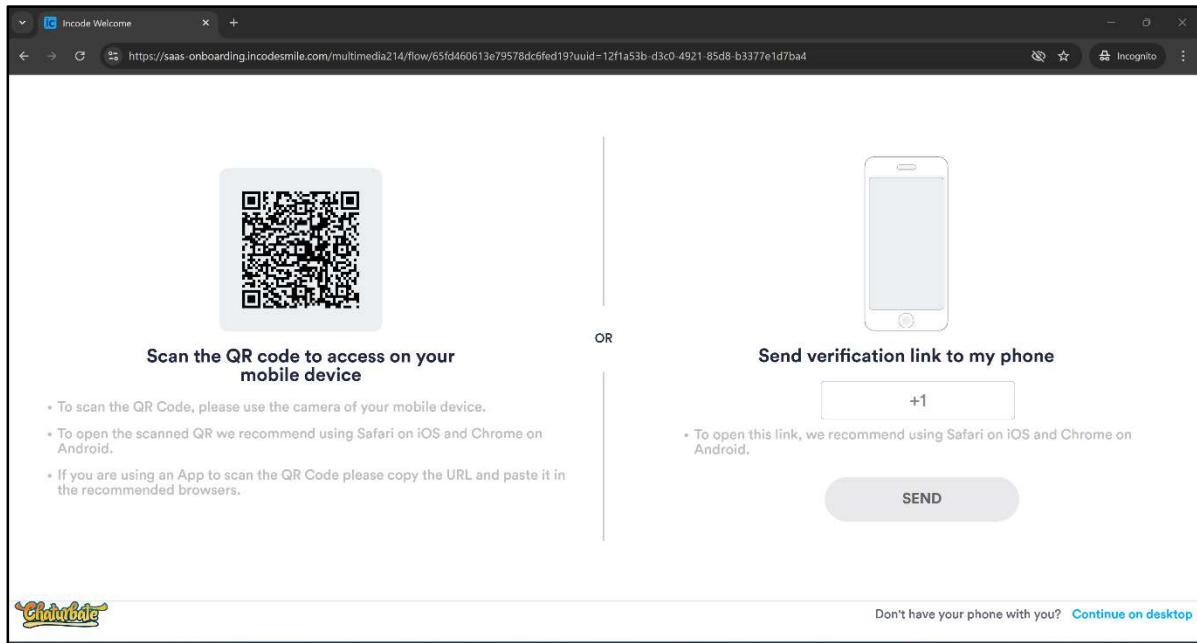 Incode Welcome
https://saas-onboarding.incodesmile.com/multimedia214/flow/65fd460613e79578dc6fed19?uuid=12f1a53b-d3c0-4921-85d8-b3377e1d7ba4
Incognito
Scan the QR code to access on your
mobile device
• To scan the QR Code, please use the camera of your mobile device.
• To open the scanned QR we recommend using Safari on iOS and Chrome on
Android.
• If you are using an App to scan the QR Code please copy the URL and paste it in
the recommended browsers.
OR
Send verification link to my phone
+1
• To open this link, we recommend using Safari on iOS and Chrome on
Android.
SEND
Chaturbate
Don't have your phone with you? Continue on desktop